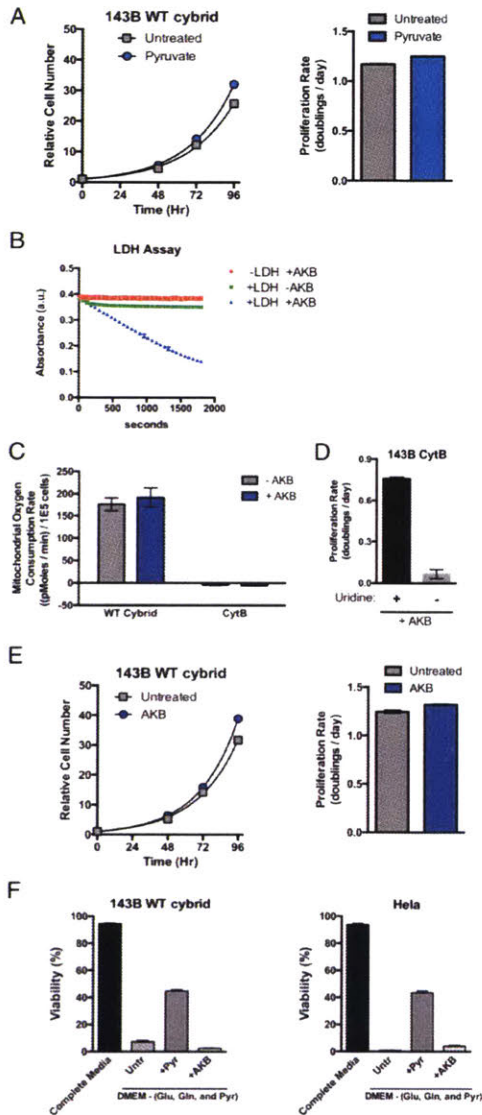 A
143B WT cybrid
Untreated
Pyruvate
Relative Cell Number
50
40
30
20
10
0
0 24 48 72 96
Time (Hr)
Untreated
Pyruvate
Proliferation Rate
(doublings / day)
1.5
1.0
0.5
0.0
B
LDH Assay
-LDH +AKB
+LDH -AKB
+LDH +AKB
Absorbance (a.u.)
0.5
0.4
0.3
0.2
0.1
0.0
0 500 1000 1500 2000
seconds
C
Mitochondrial Oxygen
Consumption Rate
((pMoles / min) / 1E5 cells)
250
200
150
100
50
0
-50
- AKB
+ AKB
WT Cybrid CytB
D
143B CytB
Proliferation Rate
(doublings / day)
0.9
0.6
0.3
0.0
Uridine: + -
+ AKB
E
143B WT cybrid
Untreated
AKB
Relative Cell Number
50
40
30
20
10
0
0 24 48 72 96
Time (Hr)
Untreated
AKB
Proliferation Rate
(doublings / day)
1.5
1.0
0.5
0.0
F
143B WT cybrid
Viability (%)
100
80
60
40
20
0
Complete Media Untr +Pyr +AKB
DMEM - (Glu, Gln, and Pyr)
Hela
Viability (%)
100
80
60
40
20
0
Complete Media Untr +Pyr +AKB
DMEM - (Glu, Gln, and Pyr)